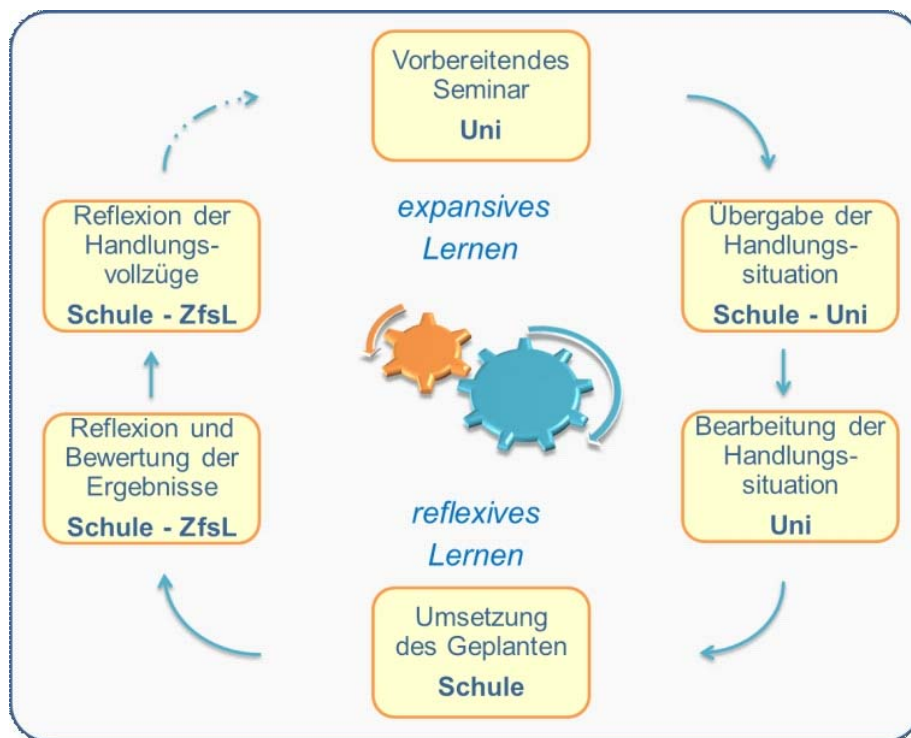 Vorbereitendes
Seminar
Uni
Übergabe der
Handlungs-
situation
Schule - Uni
Bearbeitung der
Handlungs-
situation
Uni
Umsetzung
des Geplanten
Schule
Reflexion und
Bewertung der
Ergebnisse
Schule - ZfsL
Reflexion der
Handlungs-
vollzüge
Schule - ZfsL
expansives
Lernen
reflexives
Lernen